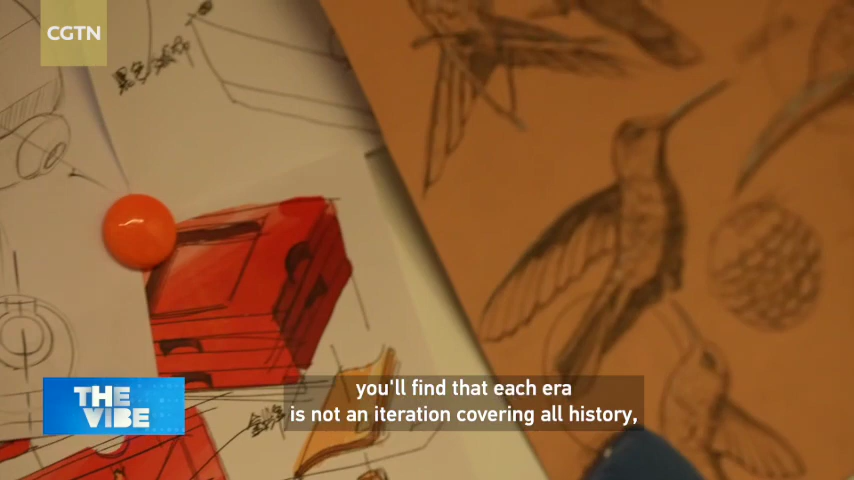 CGTN
THE
VIBE
you'll find that each era
is not an iteration covering all history,